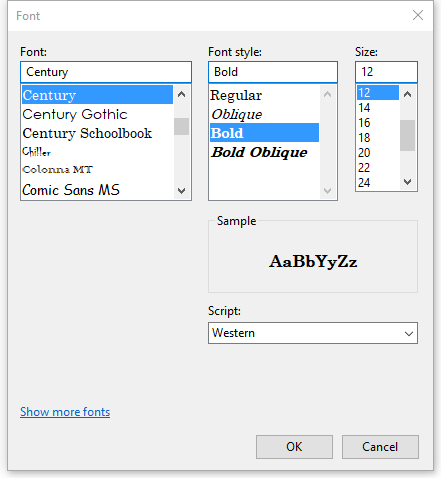 Font
Font:
Century
Century
Century Gothic
Century Schoolbook
Chiller
Colonna MT
Comic Sans MS
Font style:
Bold
Regular
Oblique
Bold
Bold Oblique
Size:
12
12
14
16
18
20
22
24
Sample
AaBbYyZz
Script:
Western
Show more fonts
OK
Cancel